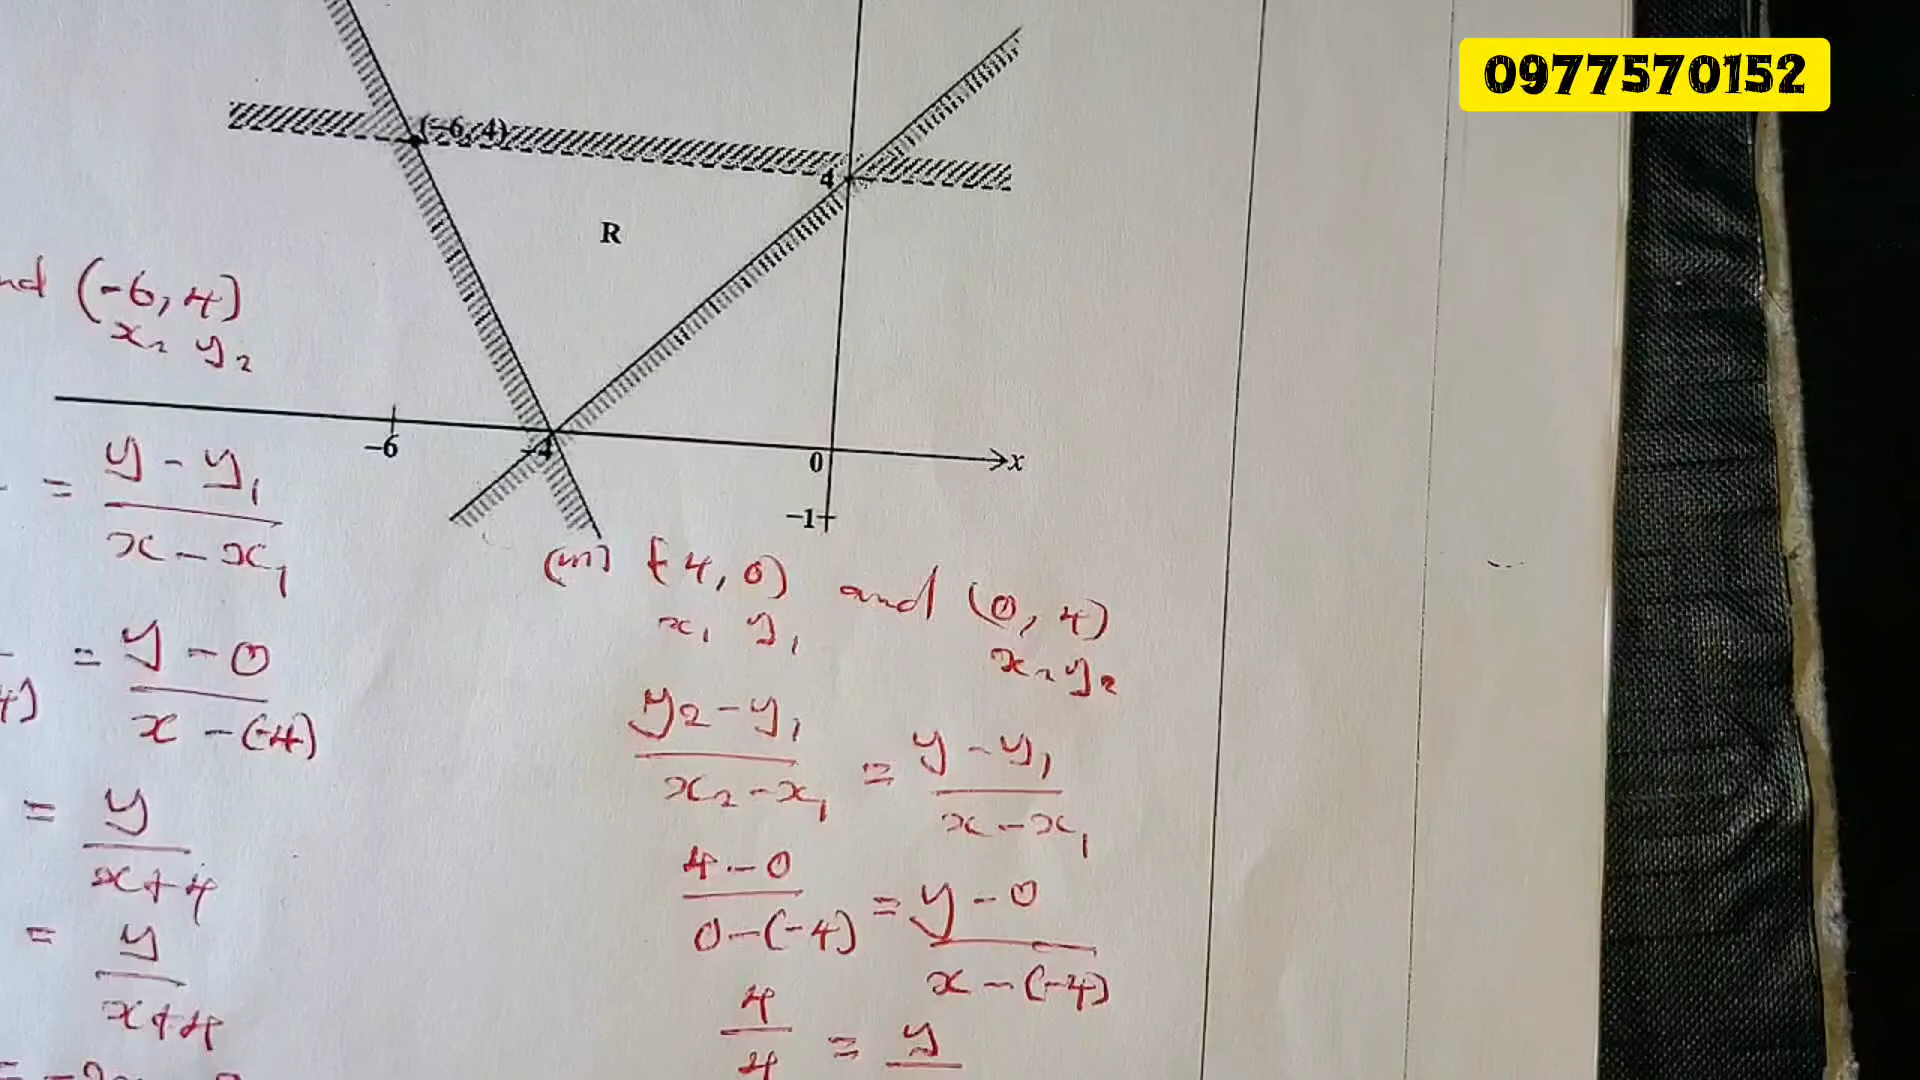 0977570152
(-6,4)
4
R
nd (-6, 4)
x₂ y₂
-6
-4
0
x
-1
= y - y₁
x - x₁
= y - 0
4) x - (-4)
= y
x + 4
= y
x + 4
(m) (-4, 0) and (0, 4)
x₁ y₁
x₂ y₂
y₂ - y₁ = y - y₁
x₂ - x₁ x - x₁
4 - 0 = y - 0
0 - (-4) x - (-4)
4 = y
4